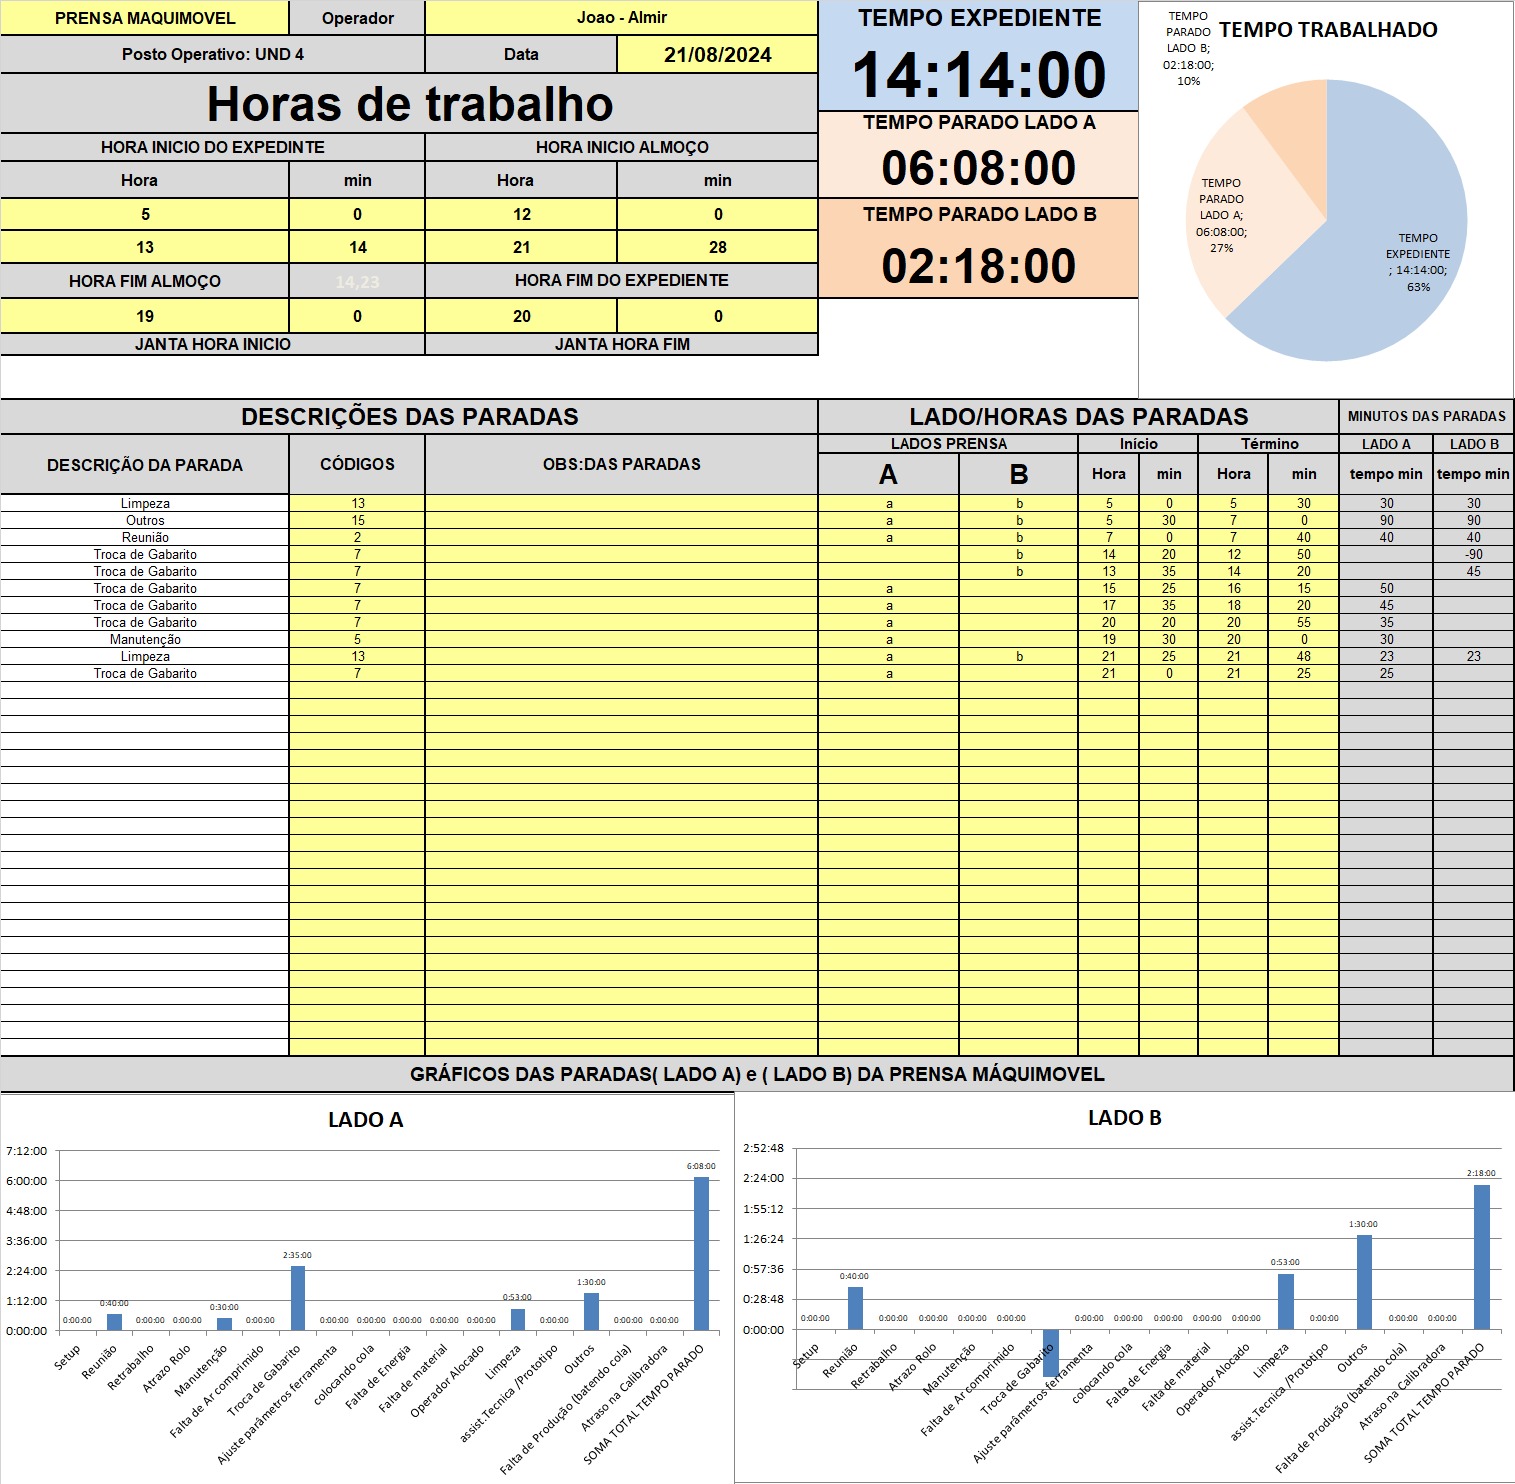 PRENSA MAQUIMOVEL Operador Joao - Almir
Posto Operativo: UND 4 Data 21/08/2024
Horas de trabalho
HORA INICIO DO EXPEDINTE HORA INICIO ALMOÇO
Hora min Hora min
5 0 12 0
13 14 21 28
HORA FIM ALMOÇO 14,23 HORA FIM DO EXPEDIENTE
19 0 20 0
JANTA HORA INICIO JANTA HORA FIM
TEMPO EXPEDIENTE
14:14:00
TEMPO PARADO LADO A
06:08:00
TEMPO PARADO LADO B
02:18:00
TEMPO TRABALHADO
TEMPO
PARADO
LADO B;
02:18:00;
10%
TEMPO
PARADO
LADO A;
06:08:00;
27%
TEMPO
EXPEDIENTE
; 14:14:00;
63%
DESCRIÇÕES DAS PARADAS LADO/HORAS DAS PARADAS MINUTOS DAS PARADAS
DESCRIÇÃO DA PARADA CÓDIGOS OBS:DAS PARADAS
LADOS PRENSA Início Término LADO A LADO B
A B Hora min Hora min tempo min tempo min
Limpeza 13 a b 5 0 5 30 30 30
Outros 15 a b 5 30 7 0 90 90
Reunião 2 a b 7 0 7 40 40 40
Troca de Gabarito 7 b 14 20 12 50 -90
Troca de Gabarito 7 b 13 35 14 20 45
Troca de Gabarito 7 a 15 25 16 15 50
Troca de Gabarito 7 a 17 35 18 20 45
Troca de Gabarito 7 a 20 20 20 55 35
Manutenção 5 a 19 30 20 0 30
Limpeza 13 a b 21 25 21 48 23 23
Troca de Gabarito 7 a 21 0 21 25 25
GRÁFICOS DAS PARADAS( LADO A) e ( LADO B) DA PRENSA MÁQUIMOVEL
LADO A
7:12:00
6:00:00
4:48:00
3:36:00
2:24:00
1:12:00
0:00:00
0:00:00 0:40:00 0:00:00 0:00:00 0:30:00 0:00:00 2:35:00 0:00:00 0:00:00 0:00:00 0:00:00 0:00:00 0:53:00 0:00:00 1:30:00 0:00:00 0:00:00 6:08:00
Setup
Reunião
Retrabalho
Atrazo Rolo
Manutenção
Falta de Ar comprimido
Troca de Gabarito
Ajuste parâmetros ferramenta
colocando cola
Falta de Energia
Falta de material
Operador Alocado
Limpeza
assist.Tecnica /Prototipo
Outros
Falta de Produção (batendo cola)
Atraso na Calibradora
SOMA TOTAL TEMPO PARADO
LADO B
2:52:48
2:24:00
1:55:12
1:26:24
0:57:36
0:28:48
0:00:00
0:00:00 0:40:00 0:00:00 0:00:00 0:00:00 0:00:00 0:00:00 0:00:00 0:00:00 0:00:00 0:00:00 0:53:00 0:00:00 1:30:00 0:00:00 0:00:00 2:18:00
Setup
Reunião
Retrabalho
Atrazo Rolo
Manutenção
Falta de Ar comprimido
Troca de Gabarito
Ajuste parâmetros ferramenta
colocando cola
Falta de Energia
Falta de material
Operador Alocado
Limpeza
assist.Tecnica /Prototipo
Outros
Falta de Produção (batendo cola)
Atraso na Calibradora
SOMA TOTAL TEMPO PARADO